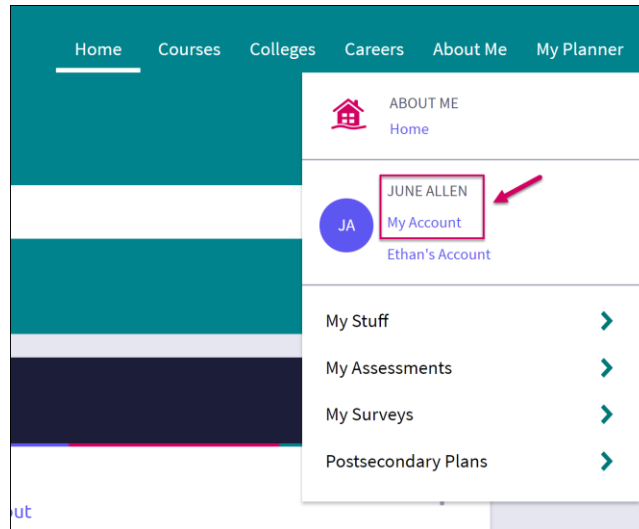 Home Courses Colleges Careers About Me My Planner
ABOUT ME
Home
JUNE ALLEN
JA
My Account
Ethan's Account
My Stuff
My Assessments
My Surveys
Postsecondary Plans
out